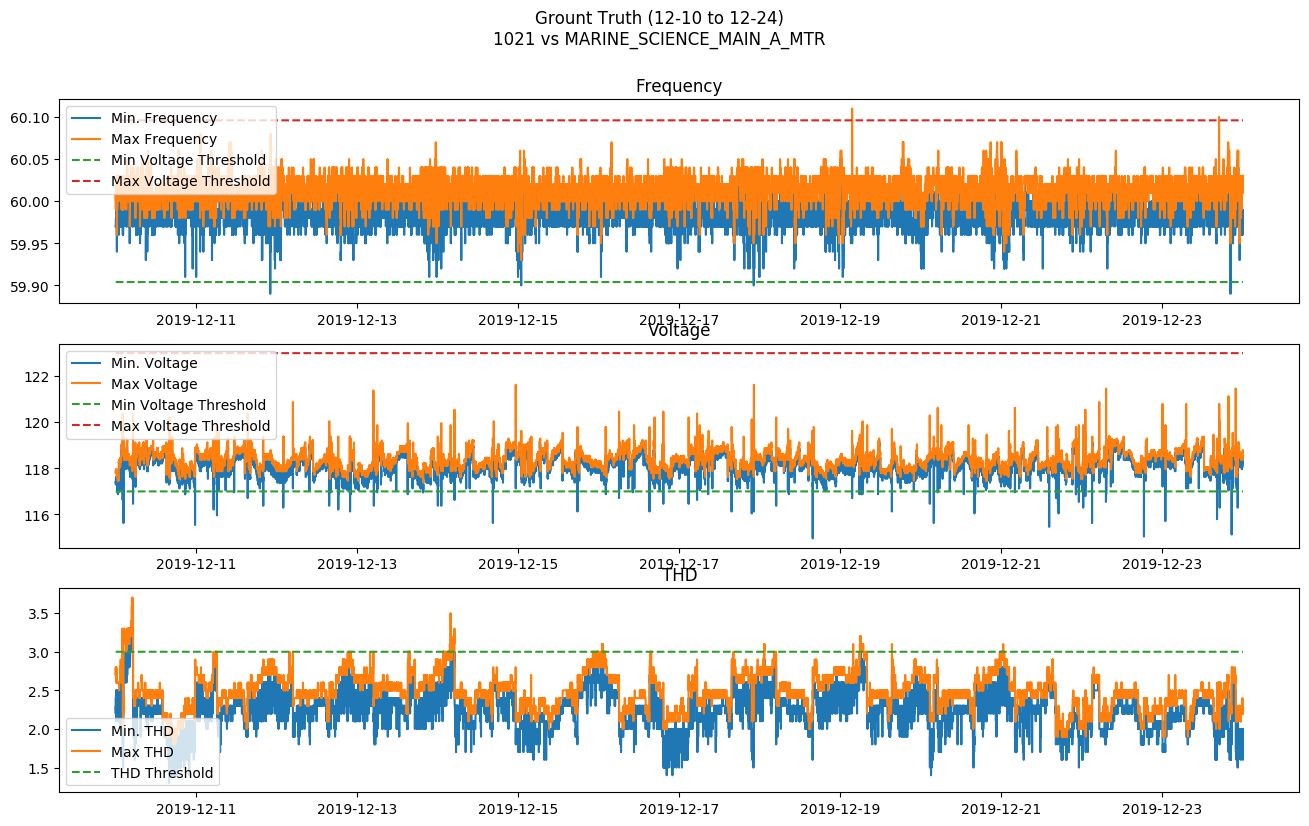 Grount Truth (12-10 to 12-24)
1021 vs MARINE_SCIENCE_MAIN_A_MTR
Frequency
60.10
60.05
60.00
59.95
59.90
Min. Frequency
Max Frequency
Min Voltage Threshold
Max Voltage Threshold
2019-12-11 2019-12-13 2019-12-15 2019-12-17 2019-12-19 2019-12-21 2019-12-23
Voltage
122
120
118
116
Min. Voltage
Max Voltage
Min Voltage Threshold
Max Voltage Threshold
2019-12-11 2019-12-13 2019-12-15 2019-12-17 2019-12-19 2019-12-21 2019-12-23
THD
3.5
3.0
2.5
2.0
1.5
Min. THD
Max THD
THD Threshold
2019-12-11 2019-12-13 2019-12-15 2019-12-17 2019-12-19 2019-12-21 2019-12-23